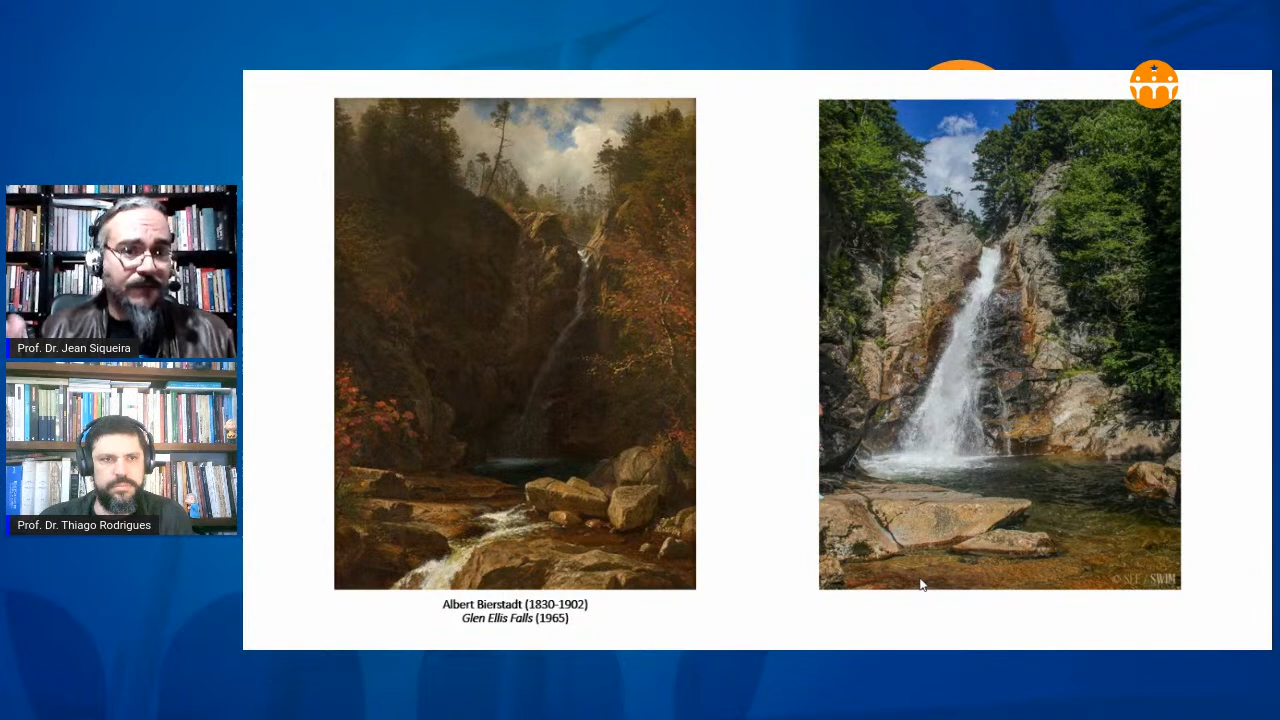 Prof. Dr. Jean Siqueira
Prof. Dr. Thiago Rodrigues
Albert Bierstadt (1830-1902)
Glen Ellis Falls (1965)
© SEE / SWIM